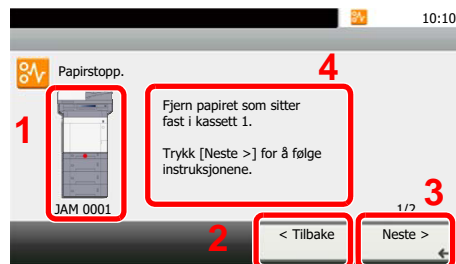 10:10
Papirstopp.
4
1
Fjern papiret som sitter
fast i kassett 1.
Trykk [Neste >] for å følge
instruksjonene.
JAM 0001
1/2
3
2
< Tilbake
Neste >